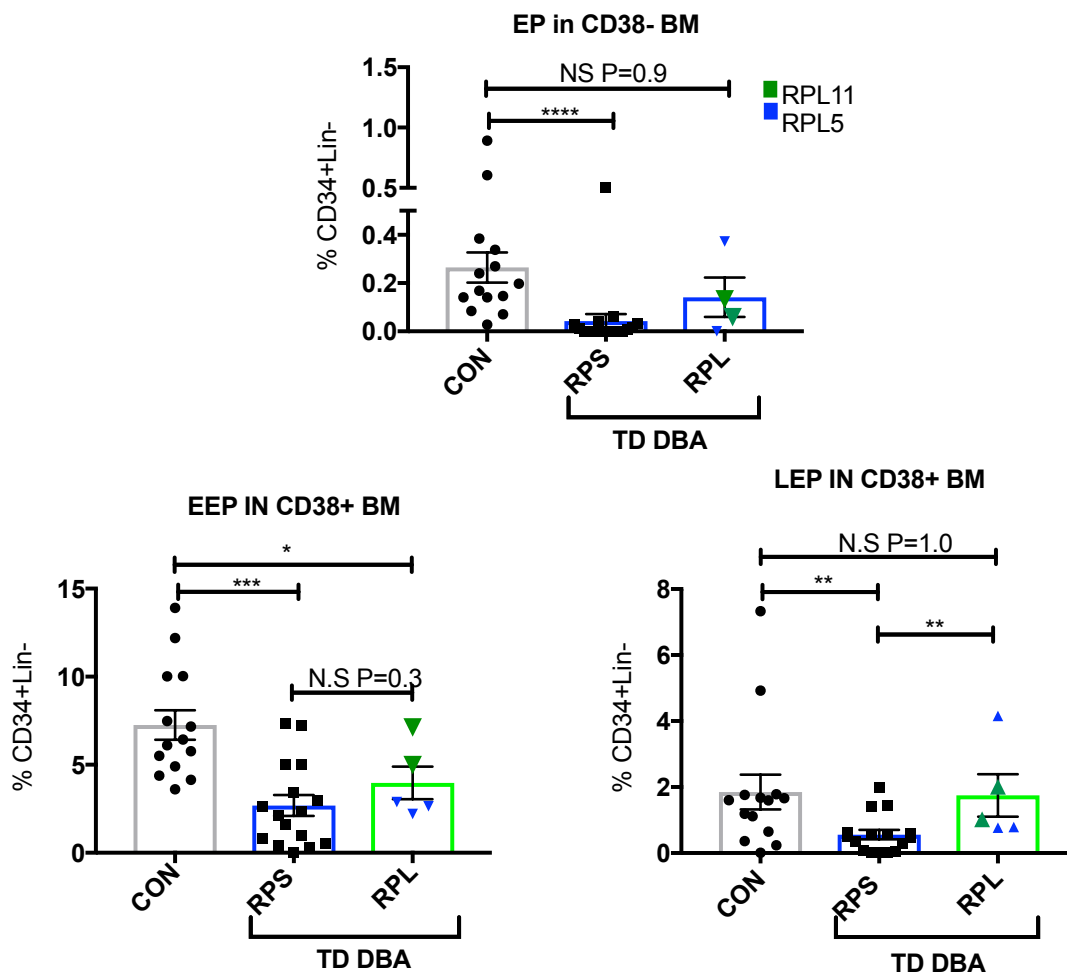 EP in CD38- BM
NS P=0.9
****
RPL11
RPL5
% CD34+Lin-
1.5
1.0
0.5
0.4
0.2
0.0
CON
RPS
RPL
TD DBA
EEP IN CD38+ BM
*
***
N.S P=0.3
% CD34+Lin-
15
10
5
0
CON
RPS
RPL
TD DBA
LEP IN CD38+ BM
N.S P=1.0
**
**
% CD34+Lin-
8
6
4
2
0
CON
RPS
RPL
TD DBA